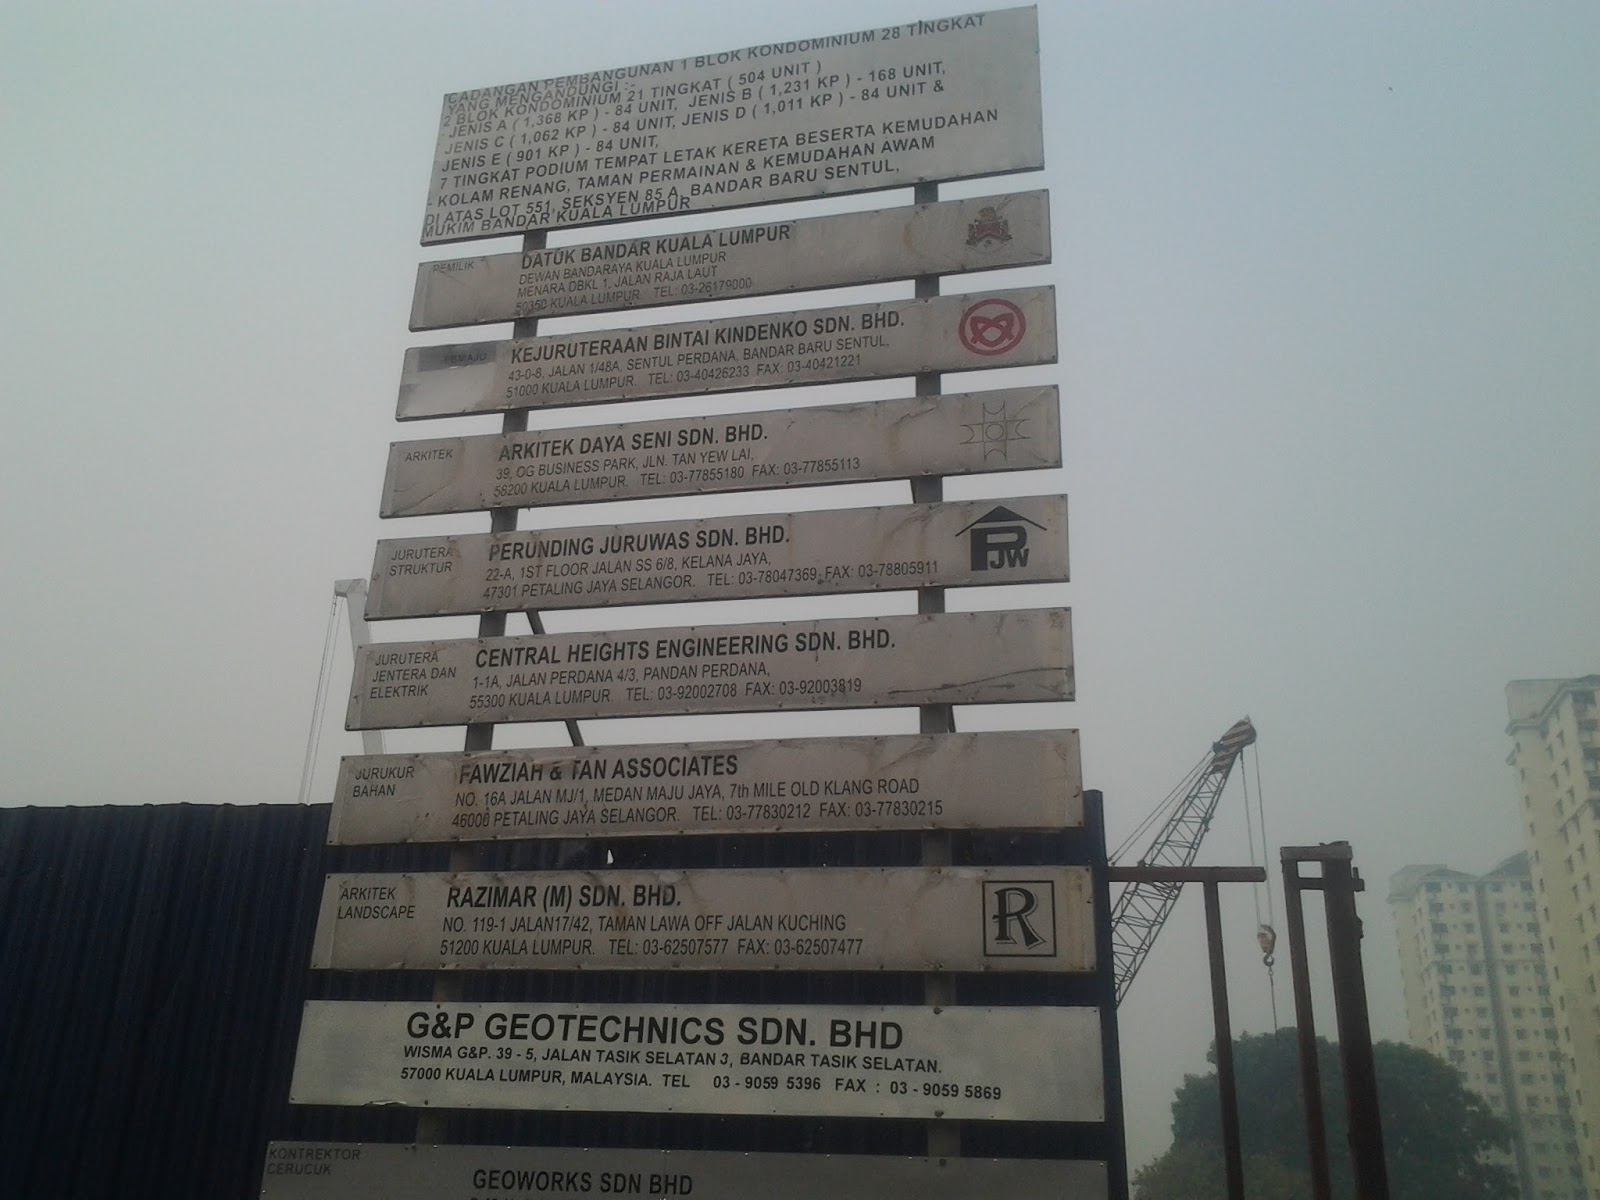 CADANGAN PEMBANGUNAN 1 BLOK KONDOMINIUM 28 TINGKAT
YANG MENGANDUNGI :-
2 BLOK KONDOMINIUM 21 TINGKAT ( 504 UNIT )
- JENIS A ( 1,368 KP ) - 84 UNIT, JENIS B ( 1,231 KP ) - 168 UNIT,
JENIS C ( 1,062 KP ) - 84 UNIT, JENIS D ( 1,011 KP ) - 84 UNIT &
JENIS E ( 901 KP ) - 84 UNIT,
7 TINGKAT PODIUM TEMPAT LETAK KERETA BESERTA KEMUDAHAN
- KOLAM RENANG, TAMAN PERMAINAN & KEMUDAHAN AWAM
DI ATAS LOT 551, SEKSYEN 85 A, BANDAR BARU SENTUL,
MUKIM BANDAR KUALA LUMPUR
PEMILIK
DATUK BANDAR KUALA LUMPUR
DEWAN BANDARAYA KUALA LUMPUR
MENARA DBKL 1, JALAN RAJA LAUT
50350 KUALA LUMPUR TEL: 03-26179000
PEMAJU
KEJURUTERAAN BINTAI KINDENKO SDN. BHD.
43-0-8, JALAN 1/48A, SENTUL PERDANA, BANDAR BARU SENTUL,
51000 KUALA LUMPUR TEL: 03-40426233 FAX: 03-40421221
ARKITEK
ARKITEK DAYA SENI SDN. BHD.
39, OG BUSINESS PARK, JLN. TAN YEW LAI,
58200 KUALA LUMPUR. TEL: 03-77855180 FAX: 03-77855113
JURUTERA
STRUKTUR
PERUNDING JURUWAS SDN. BHD.
22-A, 1ST FLOOR JALAN SS 6/8, KELANA JAYA,
47301 PETALING JAYA SELANGOR. TEL: 03-78047369; FAX: 03-78805911
PJW
JURUTERA
JENTERA DAN
ELEKTRIK
CENTRAL HEIGHTS ENGINEERING SDN. BHD.
1-1A, JALAN PERDANA 4/3, PANDAN PERDANA,
55300 KUALA LUMPUR. TEL: 03-92002708 FAX: 03-92003819
JURUKUR
BAHAN
FAWZIAH & TAN ASSOCIATES
NO. 16A JALAN MJ/1, MEDAN MAJU JAYA, 7th MILE OLD KLANG ROAD
46000 PETALING JAYA SELANGOR. TEL: 03-77830212 FAX: 03-77830215
ARKITEK
LANDSCAPE
RAZIMAR (M) SDN. BHD.
NO. 119-1 JALAN17/42, TAMAN LAWA OFF JALAN KUCHING
51200 KUALA LUMPUR. TEL: 03-62507577 FAX: 03-62507477
R
G&P GEOTECHNICS SDN. BHD
WISMA G&P. 39 - 5, JALAN TASIK SELATAN 3, BANDAR TASIK SELATAN.
57000 KUALA LUMPUR, MALAYSIA. TEL 03 - 9059 5396 FAX : 03 - 9059 5869
KONTREKTOR
CERUCUK
GEOWORKS SDN BHD